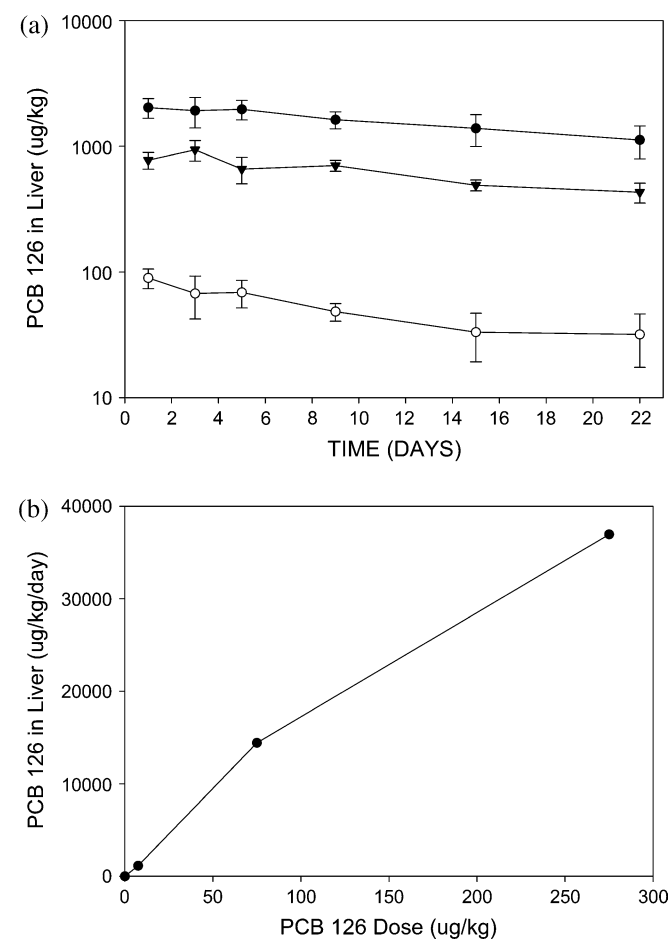 (a)
10000
1000
100
10
PCB 126 in Liver (ug/kg)
0 2 4 6 8 10 12 14 16 18 20 22
TIME (DAYS)
(b)
40000
30000
20000
10000
0
PCB 126 in Liver (ug/kg/day)
0 50 100 150 200 250 300
PCB 126 Dose (ug/kg)